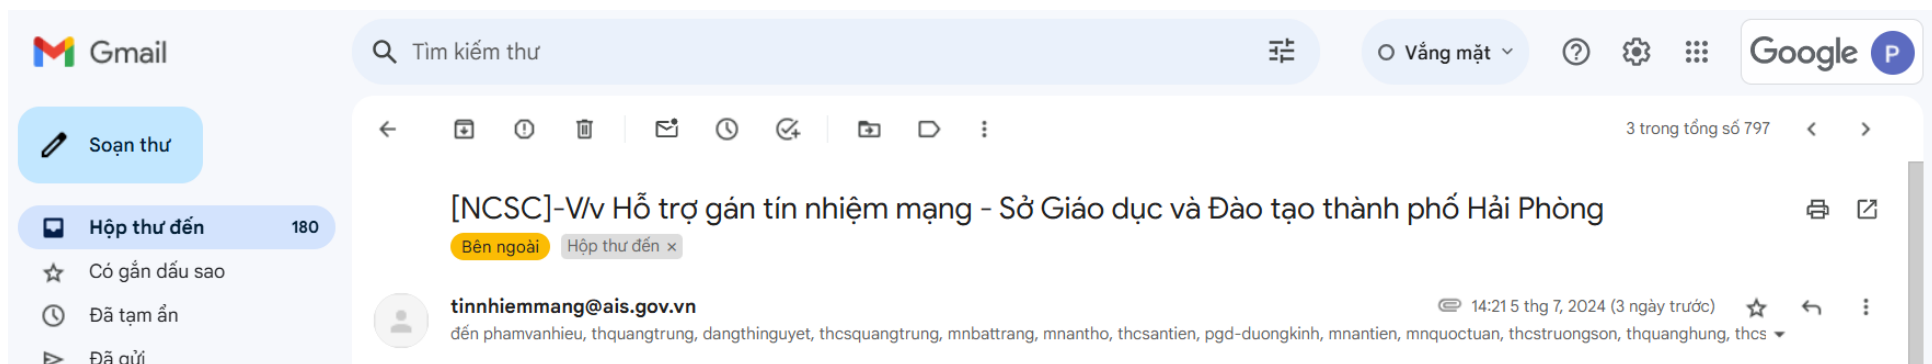 Gmail
Tìm kiếm thư
Vắng mặt
Google P
Soạn thư
3 trong tổng số 797
Hộp thư đến 180
[NCSC]-V/v Hỗ trợ gán tín nhiệm mạng - Sở Giáo dục và Đào tạo thành phố Hải Phòng
Bên ngoài Hộp thư đến ×
Có gắn dấu sao
Đã tạm ẩn
Đã gửi
tinnhiemmang@ais.gov.vn 14:21 5 thg 7, 2024 (3 ngày trước)
đến phamvanhieu, thquangtrung, dangthinguyet, thcsquangtrung, mnbattrang, mnantho, thcsantien, pgd-duongkinh, mnantien, mnquoctuan, thcstruongson, thquanghung, thcs